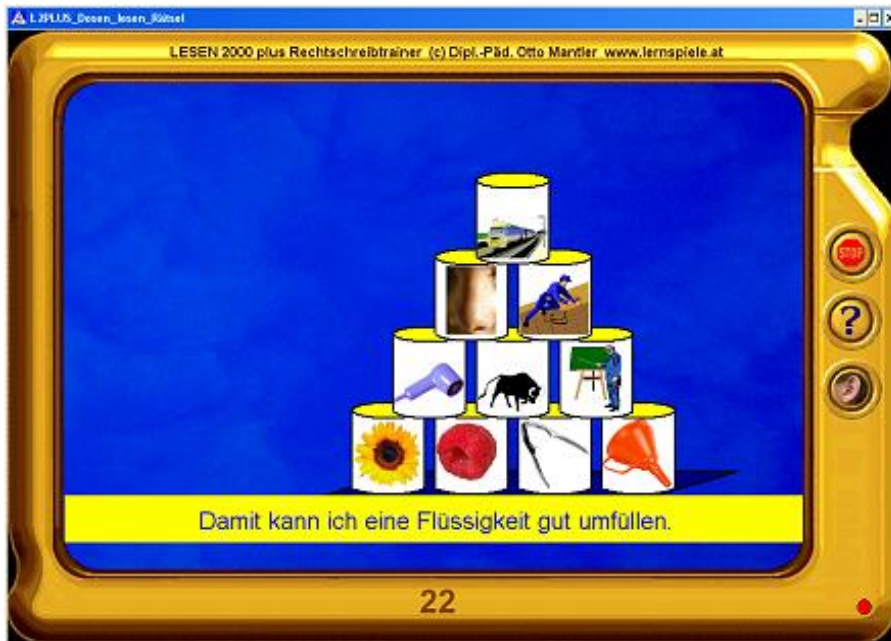 L2PLUS_Dosen_lesen_Rätsel
LESEN 2000 plus Rechtschreibtrainer (c) Dipl.-Päd. Otto Mantler www.lernspiele.at
STOP
?
Damit kann ich eine Flüssigkeit gut umfüllen.
22